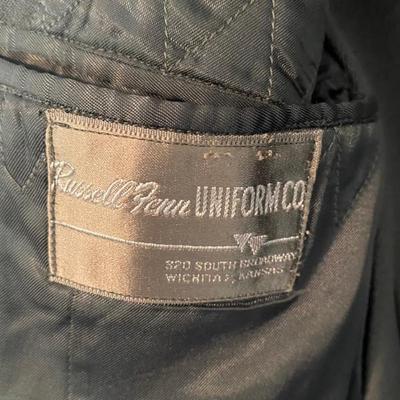 Russell Fenn UNIFORM CO.
320 SOUTH BROADWAY
WICHITA 2, KANSAS